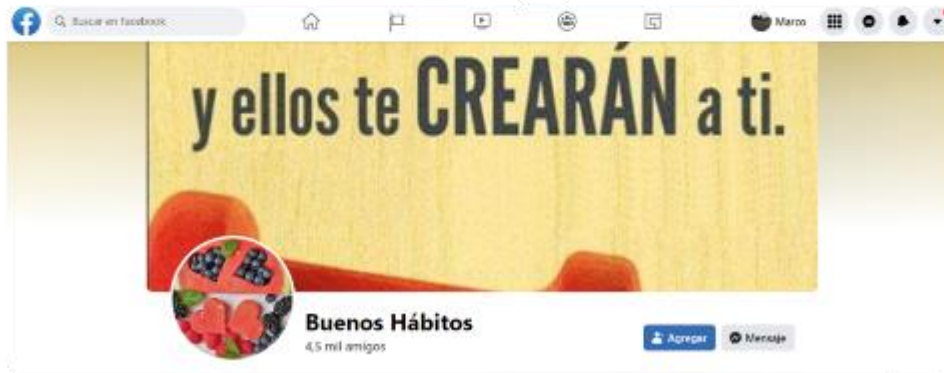 Buscar en Facebook
Marco
y ellos te CREARÁN a ti.
Buenos Hábitos
4,5 mil amigos
Agregar
Mensaje